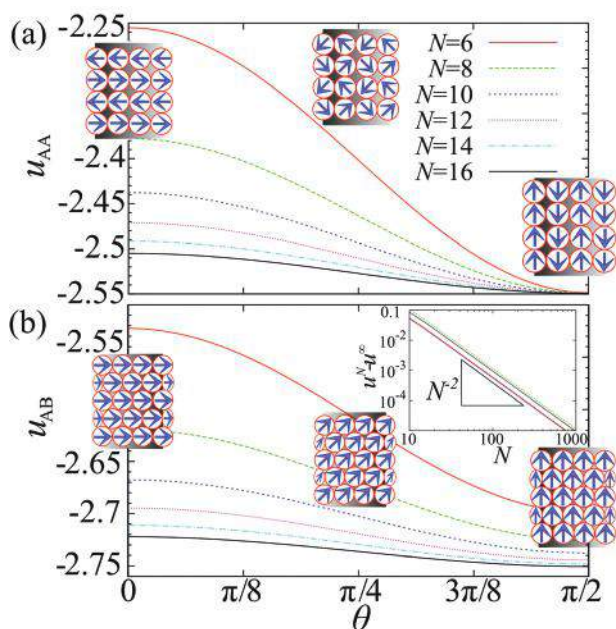 (a)
-2.25
-2.4
-2.45
-2.5
-2.55
u_AA
N=6
N=8
N=10
N=12
N=14
N=16
(b)
-2.55
-2.65
-2.7
-2.75
u_AB
0.1
10^-2
10^-3
10^-4
u^N-u^∞
N^-2
10
100
1000
N
0
π/8
π/4
3π/8
π/2
θ